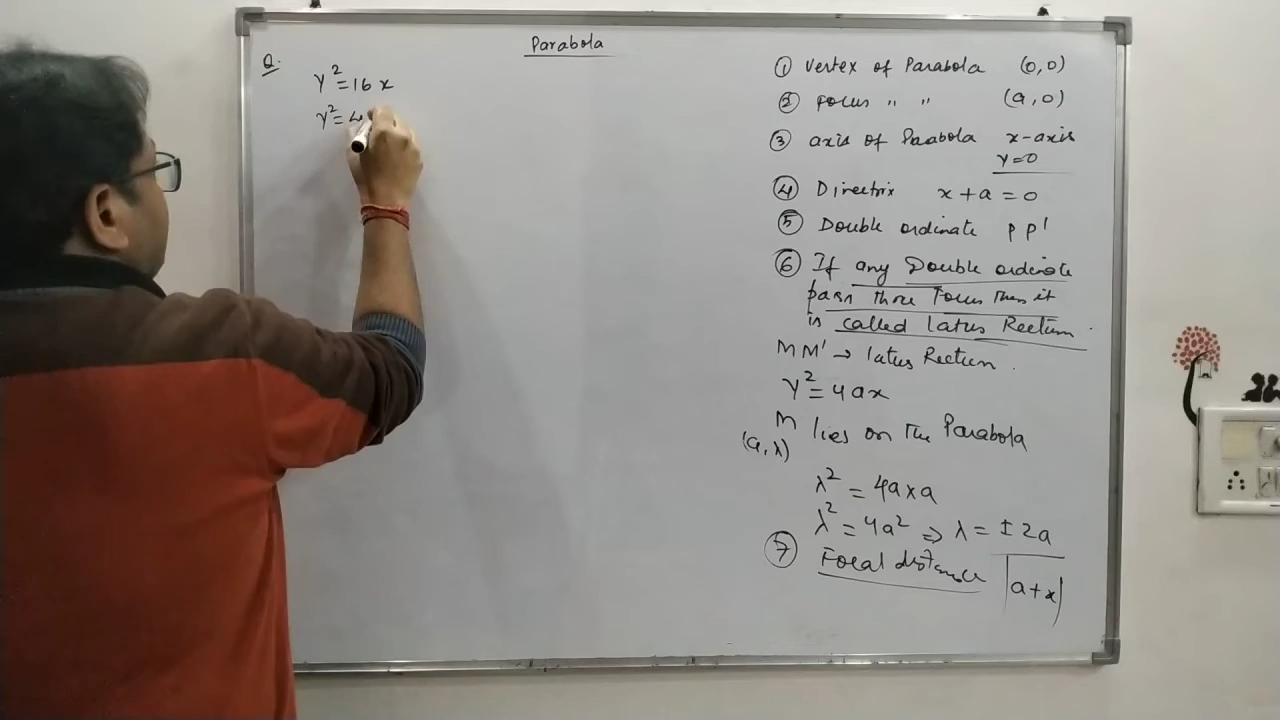 Parabola
Q.
y² = 16x
y² = 4
① Vertex of Parabola (0,0)
② Focus " " (a,0)
③ axis of Parabola x-axis
y=0
④ Directrix x+a=0
⑤ Double ordinate PP'
⑥ If any Double ordinate
pass throu Focus then it
is called latus Rectum.
MM' → latus Rectum.
y² = 4ax
M lies on the Parabola
(a,λ)
λ² = 4a×a
λ² = 4a² ⇒ λ = ±2a
⑦ Focal distance |a+x|